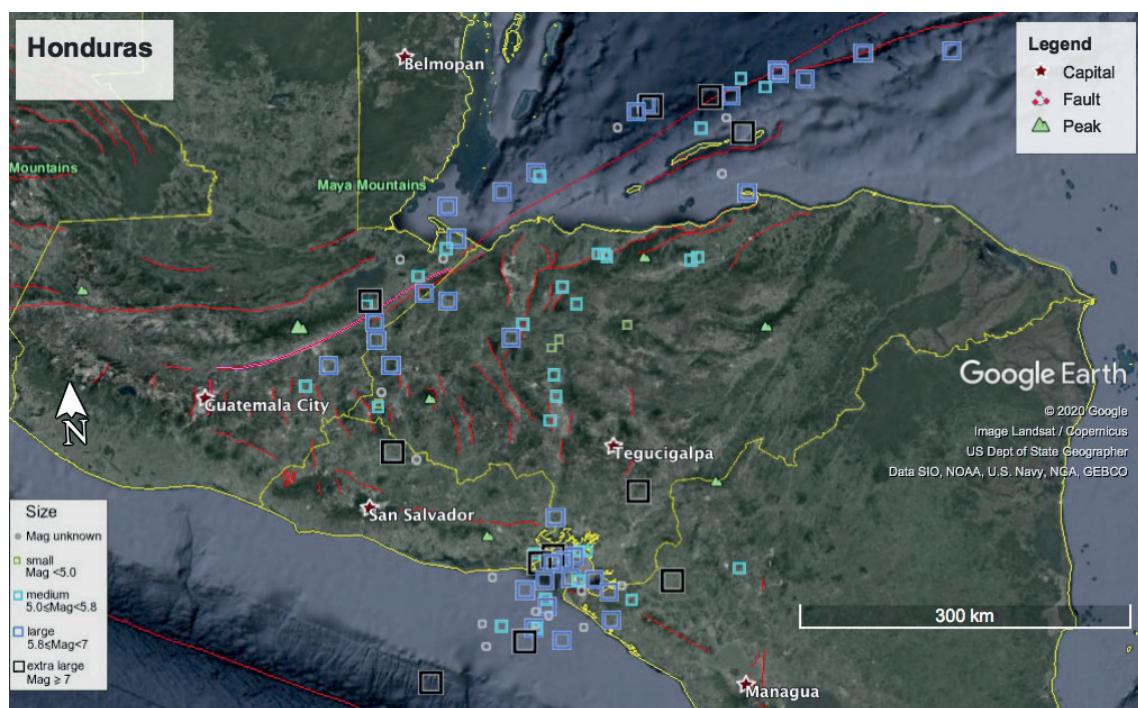 Honduras
Belmopan
Legend
Capital
Fault
Peak
Mountains
Maya Mountains
Google Earth
© 2020 Google
Image Landsat / Copernicus
US Dept of State Geographer
Data SIO, NOAA, U.S. Navy, NGA, GEBCO
Guatemala City
N
Tegucigalpa
San Salvador
Size
Mag unknown
small
Mag <5.0
medium
5.0≤Mag<5.8
large
5.8≤Mag<7
extra large
Mag ≥ 7
300 km
Managua